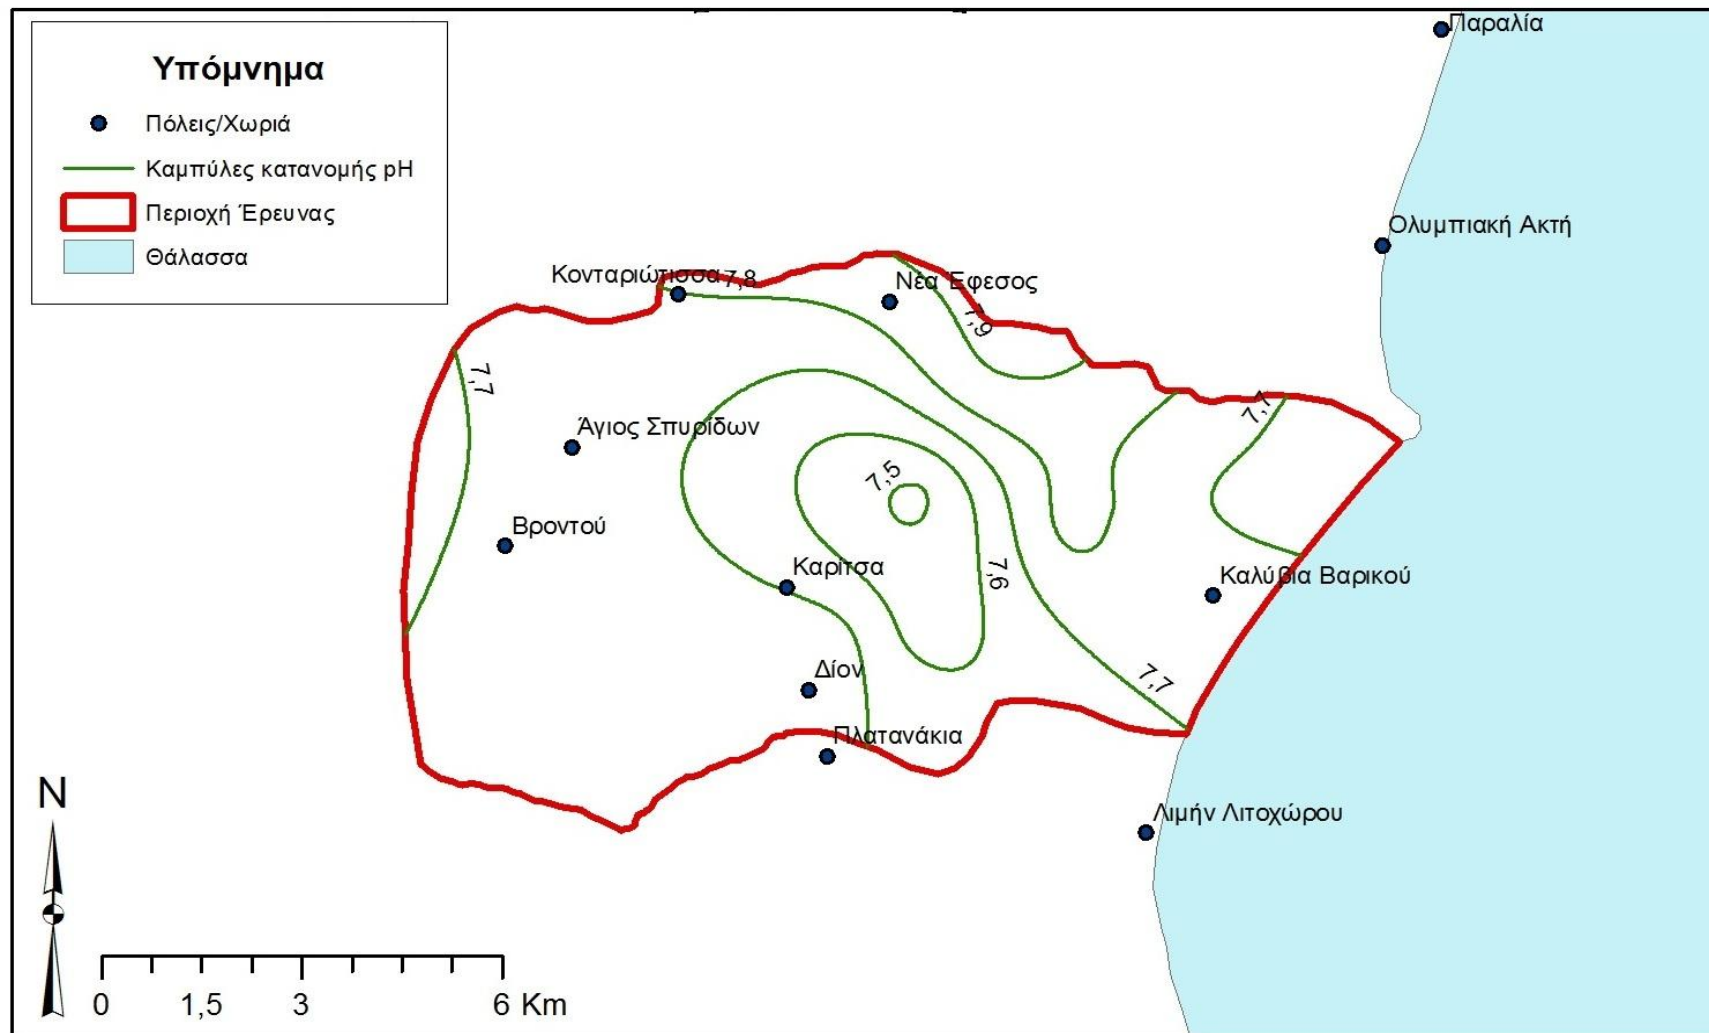 Υπόμνημα
Πόλεις/Χωριά
Καμπύλες κατανομής pH
Περιοχή Έρευνας
Θάλασσα
Παραλία
Ολυμπιακή Ακτή
Κονταριώτισσα
7,8
Νέα Έφεσος
7,9
7,7
7,7
Άγιος Σπυρίδων
7,5
Βροντού
Καρίτσα
7,6
Καλύβια Βαρικού
Δίον
7,7
Πλατανάκια
Λιμήν Λιτοχώρου
N
0 1,5 3 6 Km